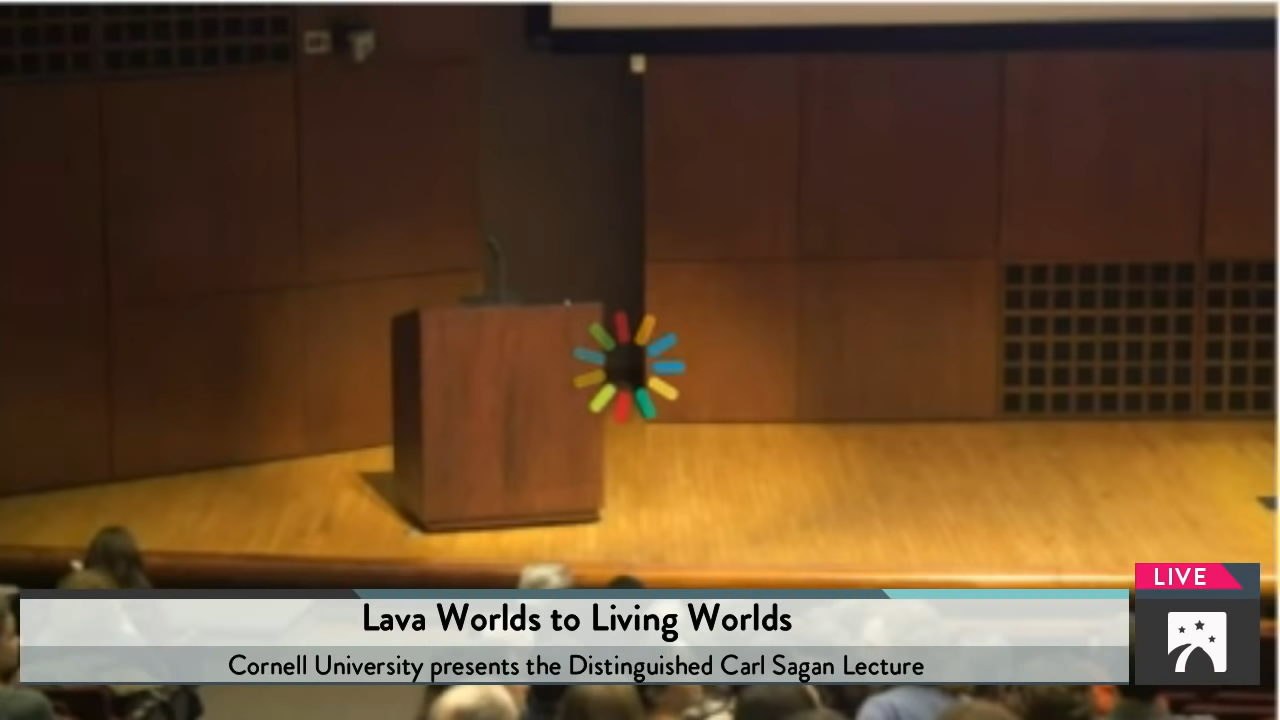 LIVE
Lava Worlds to Living Worlds
Cornell University presents the Distinguished Carl Sagan Lecture